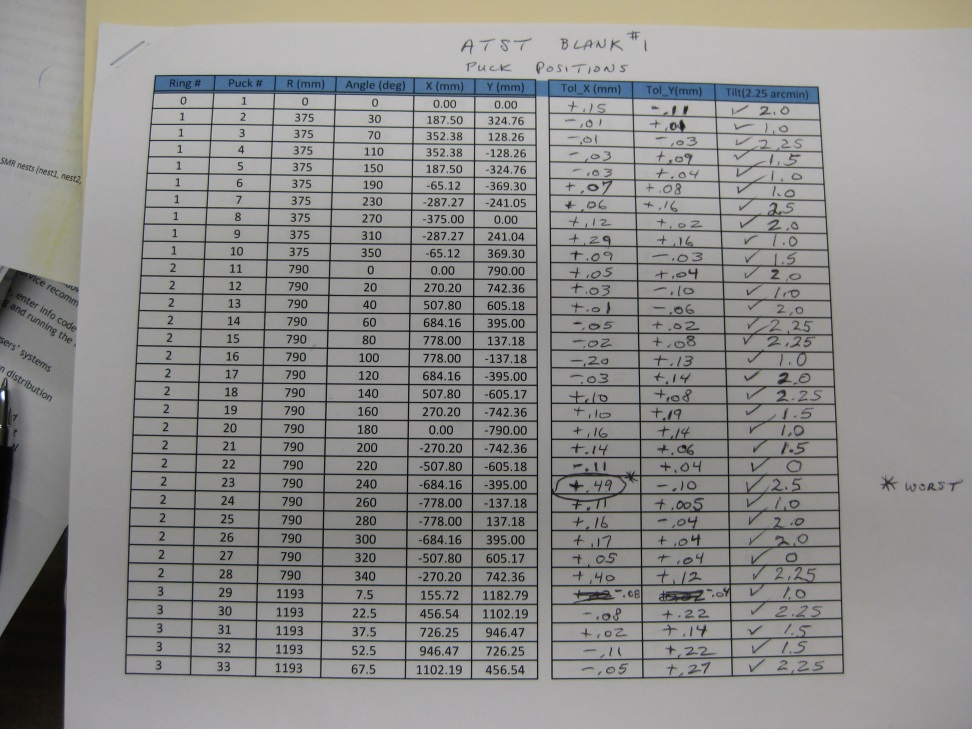 ATST BLANK #1
PUCK POSITIONS
Ring # Puck # R (mm) Angle (deg) X (mm) Y (mm) Tol_X (mm) Tol_Y(mm) Tilt(2.25 arcmin)
0 1 0 0 0.00 0.00 +.15 -.11 ✓ 2.0
1 2 375 30 187.50 324.76 -.01 +.01 ✓ 1.0
1 3 375 70 352.38 128.26 -.01 -.03 ✓ 2.25
1 4 375 110 352.38 -128.26 -.03 +.09 ✓ 1.5
1 5 375 150 187.50 -324.76 -.03 +.04 ✓ 1.0
1 6 375 190 -65.12 -369.30 +.07 +.08 ✓ 1.0
1 7 375 230 -287.27 -241.05 +.06 +.16 ✓ 2.5
1 8 375 270 -375.00 0.00 +.12 +.02 ✓ 2.0
1 9 375 310 -287.27 241.04 +.29 +.16 ✓ 1.0
1 10 375 350 -65.12 369.30 +.09 -.03 ✓ 1.5
2 11 790 0 0.00 790.00 +.05 +.04 ✓ 2.0
2 12 790 20 270.20 742.36 +.03 -.10 ✓ 1.0
2 13 790 40 507.80 605.18 +.01 -.06 ✓ 2.0
2 14 790 60 684.16 395.00 -.05 +.02 ✓ 2.25
2 15 790 80 778.00 137.18 -.02 +.08 ✓ 2.25
2 16 790 100 778.00 -137.18 -.20 +.13 ✓ 1.0
2 17 790 120 684.16 -395.00 -.03 +.14 ✓ 2.0
2 18 790 140 507.80 -605.17 +.10 +.08 ✓ 2.25
2 19 790 160 270.20 -742.36 +.10 +.19 ✓ 1.5
2 20 790 180 0.00 -790.00 +.16 +.14 ✓ 1.0
2 21 790 200 -270.20 -742.36 +.14 +.06 ✓ 1.5
2 22 790 220 -507.80 -605.18 -.11 +.04 ✓ 0
2 23 790 240 -684.16 -395.00 +.49 * -.10 ✓ 2.5
* WORST
2 24 790 260 -778.00 -137.18 +.11 +.005 ✓ 1.0
2 25 790 280 -778.00 137.18 +.16 -.04 ✓ 2.0
2 26 790 300 -684.16 395.00 +.17 +.04 ✓ 2.0
2 27 790 320 -507.80 605.17 +.05 +.04 ✓ 0
2 28 790 340 -270.20 742.36 +.40 +.12 ✓ 2.25
3 29 1193 7.5 155.72 1182.79 -.08 -.04 ✓ 1.0
3 30 1193 22.5 456.54 1102.19 -.08 +.22 ✓ 2.25
3 31 1193 37.5 726.25 946.47 +.02 +.14 ✓ 1.5
3 32 1193 52.5 946.47 726.25 -.11 +.22 ✓ 1.5
3 33 1193 67.5 1102.19 456.54 -.05 +.27 ✓ 2.25
SMR nests (nest1, nest2,
vice recomm
enter info code
s and running the
sers' systems
n distribution